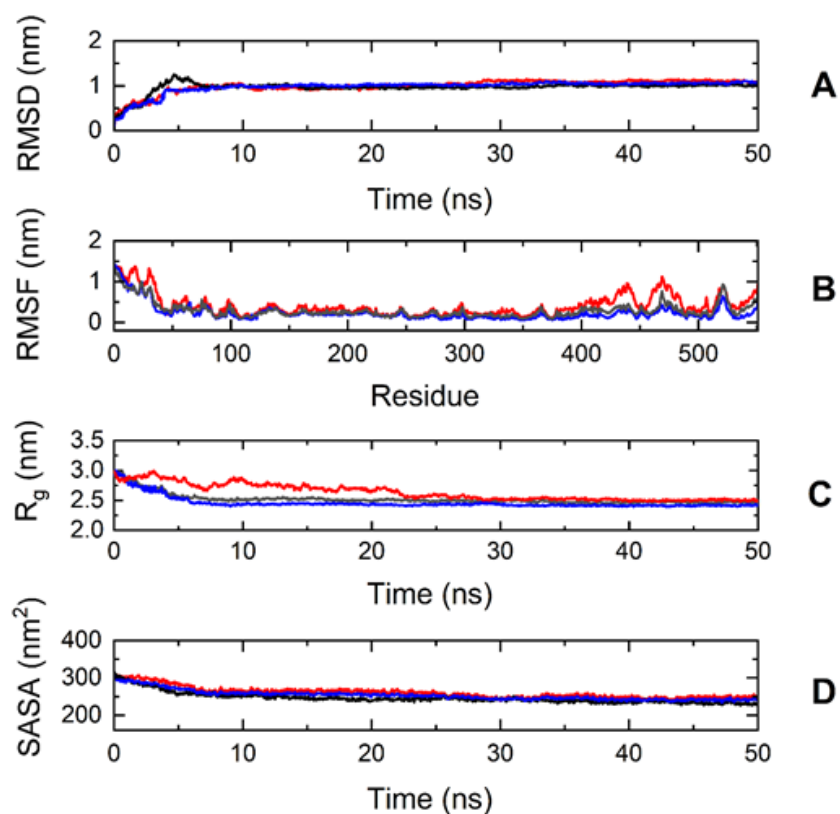 RMSD (nm)
2
1
0
0 10 20 30 40 50
Time (ns)
A
RMSF (nm)
2
1
0
0 100 200 300 400 500
Residue
B
Rg (nm)
3.5
3.0
2.5
2.0
0 10 20 30 40 50
Time (ns)
C
SASA (nm²)
400
300
200
0 10 20 30 40 50
Time (ns)
D